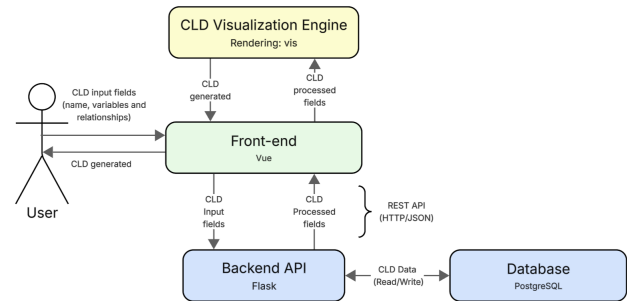 CLD Visualization Engine
Rendering: vis
CLD
generated
CLD
processed
fields
CLD input fields
(name, variables and
relationships)
Front-end
Vue
CLD generated
User
CLD
Input
fields
CLD
Processed
fields
REST API
(HTTP/JSON)
Backend API
Flask
CLD Data
(Read/Write)
Database
PostgreSQL